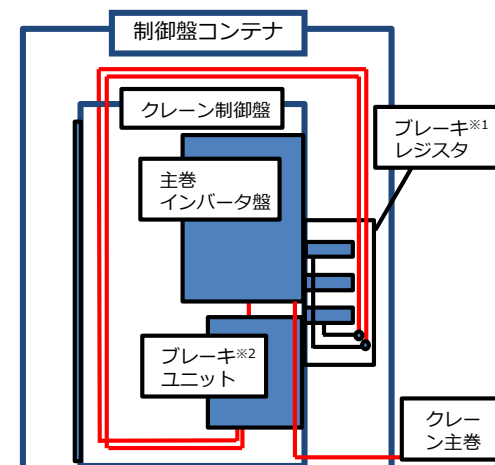 制御盤コンテナ
クレーン制御盤
ブレーキ※1
レジスタ
主巻
インバータ盤
ブレーキ※2
ユニット
クレー
ン主巻